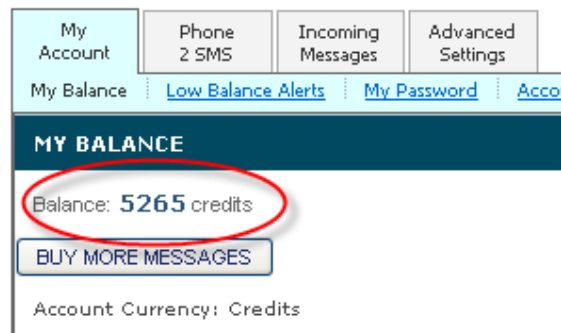 My Account Phone 2 SMS Incoming Messages Advanced Settings
My Balance Low Balance Alerts My Password
MY BALANCE
Balance: 5265 credits
BUY MORE MESSAGES
Account Currency: Credits